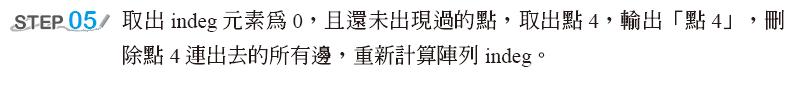 STEP 05 取出 indeg 元素為 0，且還未出現過的點，取出點 4，輸出「點 4」，刪
除點 4 連出去的所有邊，重新計算陣列 indeg。